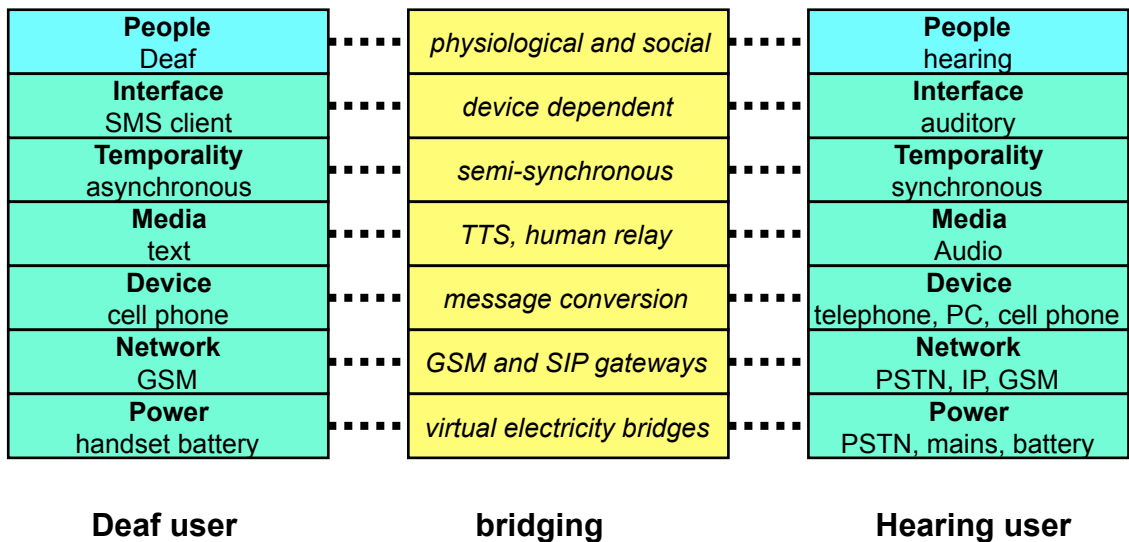 People
Deaf
physiological and social
People
hearing
Interface
SMS client
device dependent
Interface
auditory
Temporality
asynchronous
semi-synchronous
Temporality
synchronous
Media
text
TTS, human relay
Media
Audio
Device
cell phone
message conversion
Device
telephone, PC, cell phone
Network
GSM
GSM and SIP gateways
Network
PSTN, IP, GSM
Power
handset battery
virtual electricity bridges
Power
PSTN, mains, battery
Deaf user
bridging
Hearing user